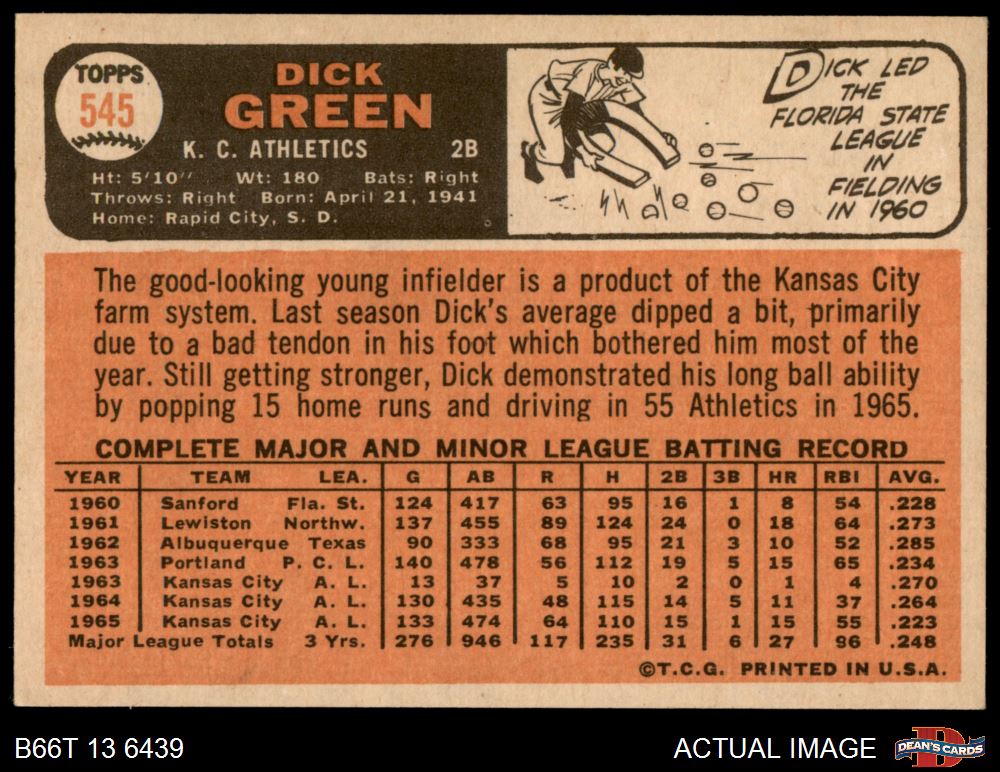 TOPPS
545
DICK
GREEN
K. C. ATHLETICS 2B
Ht: 5'10" Wt: 180 Bats: Right
Throws: Right Born: April 21, 1941
Home: Rapid City, S. D.
DICK LED
THE
FLORIDA STATE
LEAGUE
IN
FIELDING
IN 1960
The good-looking young infielder is a product of the Kansas City
farm system. Last season Dick's average dipped a bit, primarily
due to a bad tendon in his foot which bothered him most of the
year. Still getting stronger, Dick demonstrated his long ball ability
by popping 15 home runs and driving in 55 Athletics in 1965.
COMPLETE MAJOR AND MINOR LEAGUE BATTING RECORD
YEAR TEAM LEA. G AB R H 2B 3B HR RBI AVG.
1960 Sanford Fla. St. 124 417 63 95 16 1 8 54 .228
1961 Lewiston Northw. 137 455 89 124 24 0 18 64 .273
1962 Albuquerque Texas 90 333 68 95 21 3 10 52 .285
1963 Portland P. C. L. 140 478 56 112 19 5 15 65 .234
1963 Kansas City A. L. 13 37 5 10 2 0 1 4 .270
1964 Kansas City A. L. 130 435 48 115 14 5 11 37 .264
1965 Kansas City A. L. 133 474 64 110 15 1 15 55 .223
Major League Totals 3 Yrs. 276 946 117 235 31 6 27 96 .248
©T.C.G. PRINTED IN U.S.A.
B66T 13 6439 ACTUAL IMAGE
D
DEAN'S CARDS